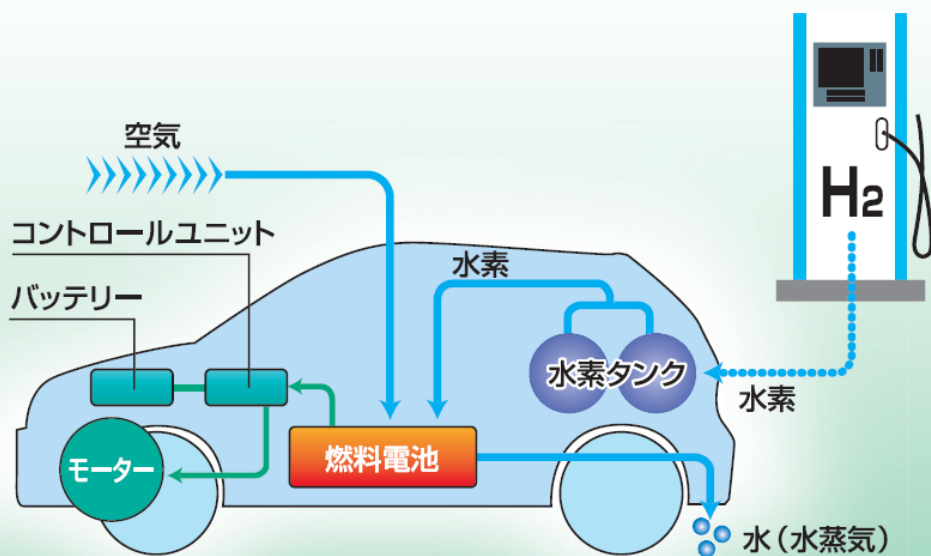 空気
コントロールユニット
バッテリー
水素
H2
水素タンク
水素
モーター
燃料電池
水(水蒸気)